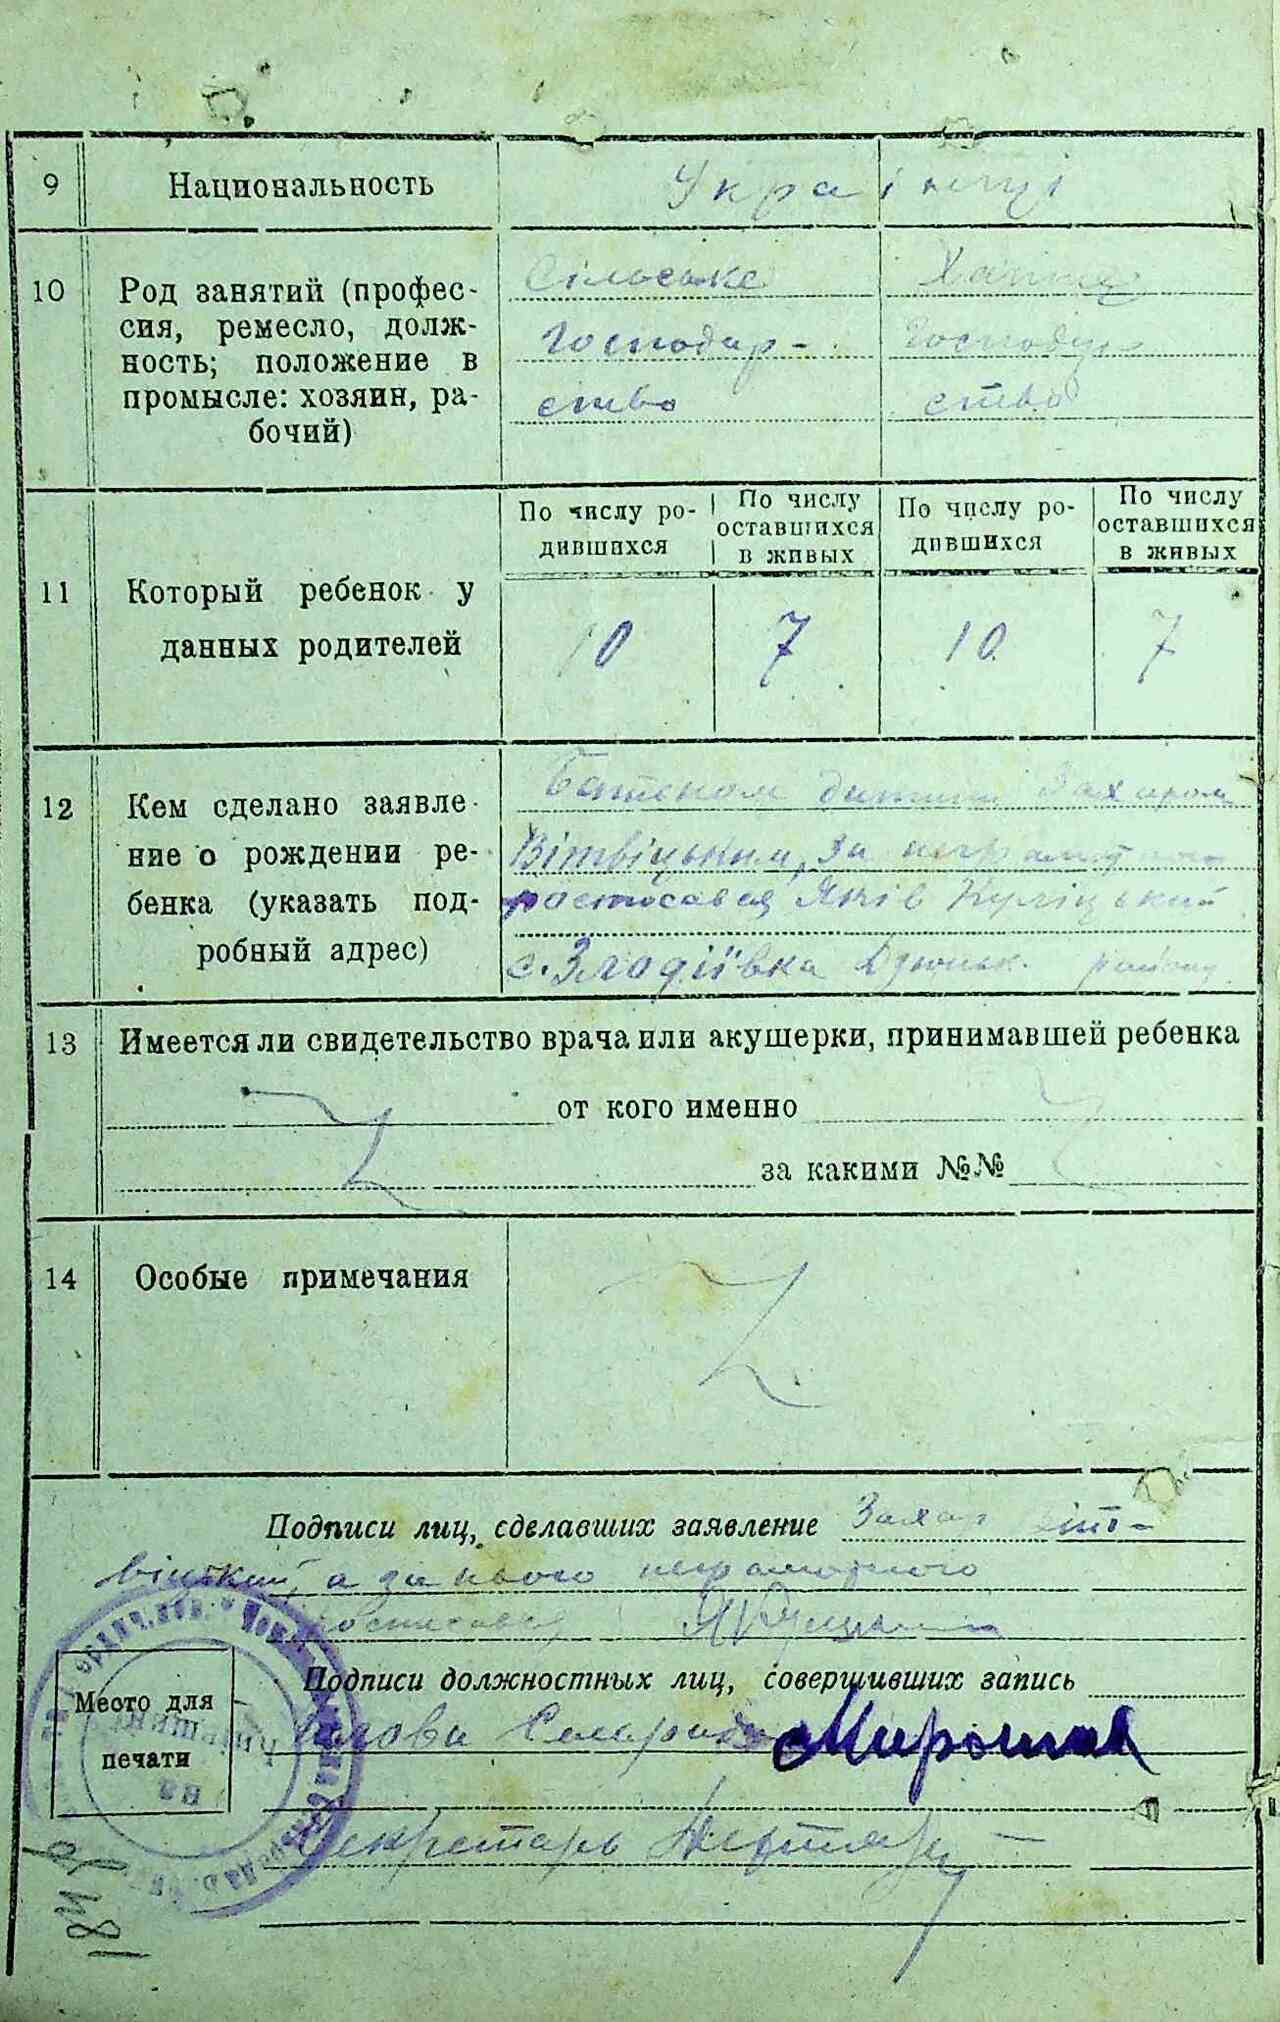 9 Национальность Українці
10 Род занятий (профес-
сия, ремесло, долж-
ность; положение в
промысле: хозяин, ра-
бочий)
Сільське
Господар-
ство
Хатнє
Господар-
ство
11 Который ребенок у
данных родителей
По числу ро-
дившихся
По числу
оставшихся
в живых
По числу ро-
дившихся
По числу
оставшихся
в живых
10 7 10 7
12 Кем сделано заявле-
ние о рождении ре-
бенка (указать под-
робный адрес)
Батьком дитини Захаром
Вітвіцьким, за неграмотного
ростисався Яків Куліцький
с. Злодіївка району
13 Имеется ли свидетельство врача или акушерки, принимавшей ребенка
от кого именно
за какими №№
14 Особые примечания
Подписи лиц, сделавших заявление Захар Віт-
віцький, а за нього неграмотного
ростисався
Подписи должностных лиц, совершивших запись
Место для
печати
Голова Сельради Мирошник
Секретарь